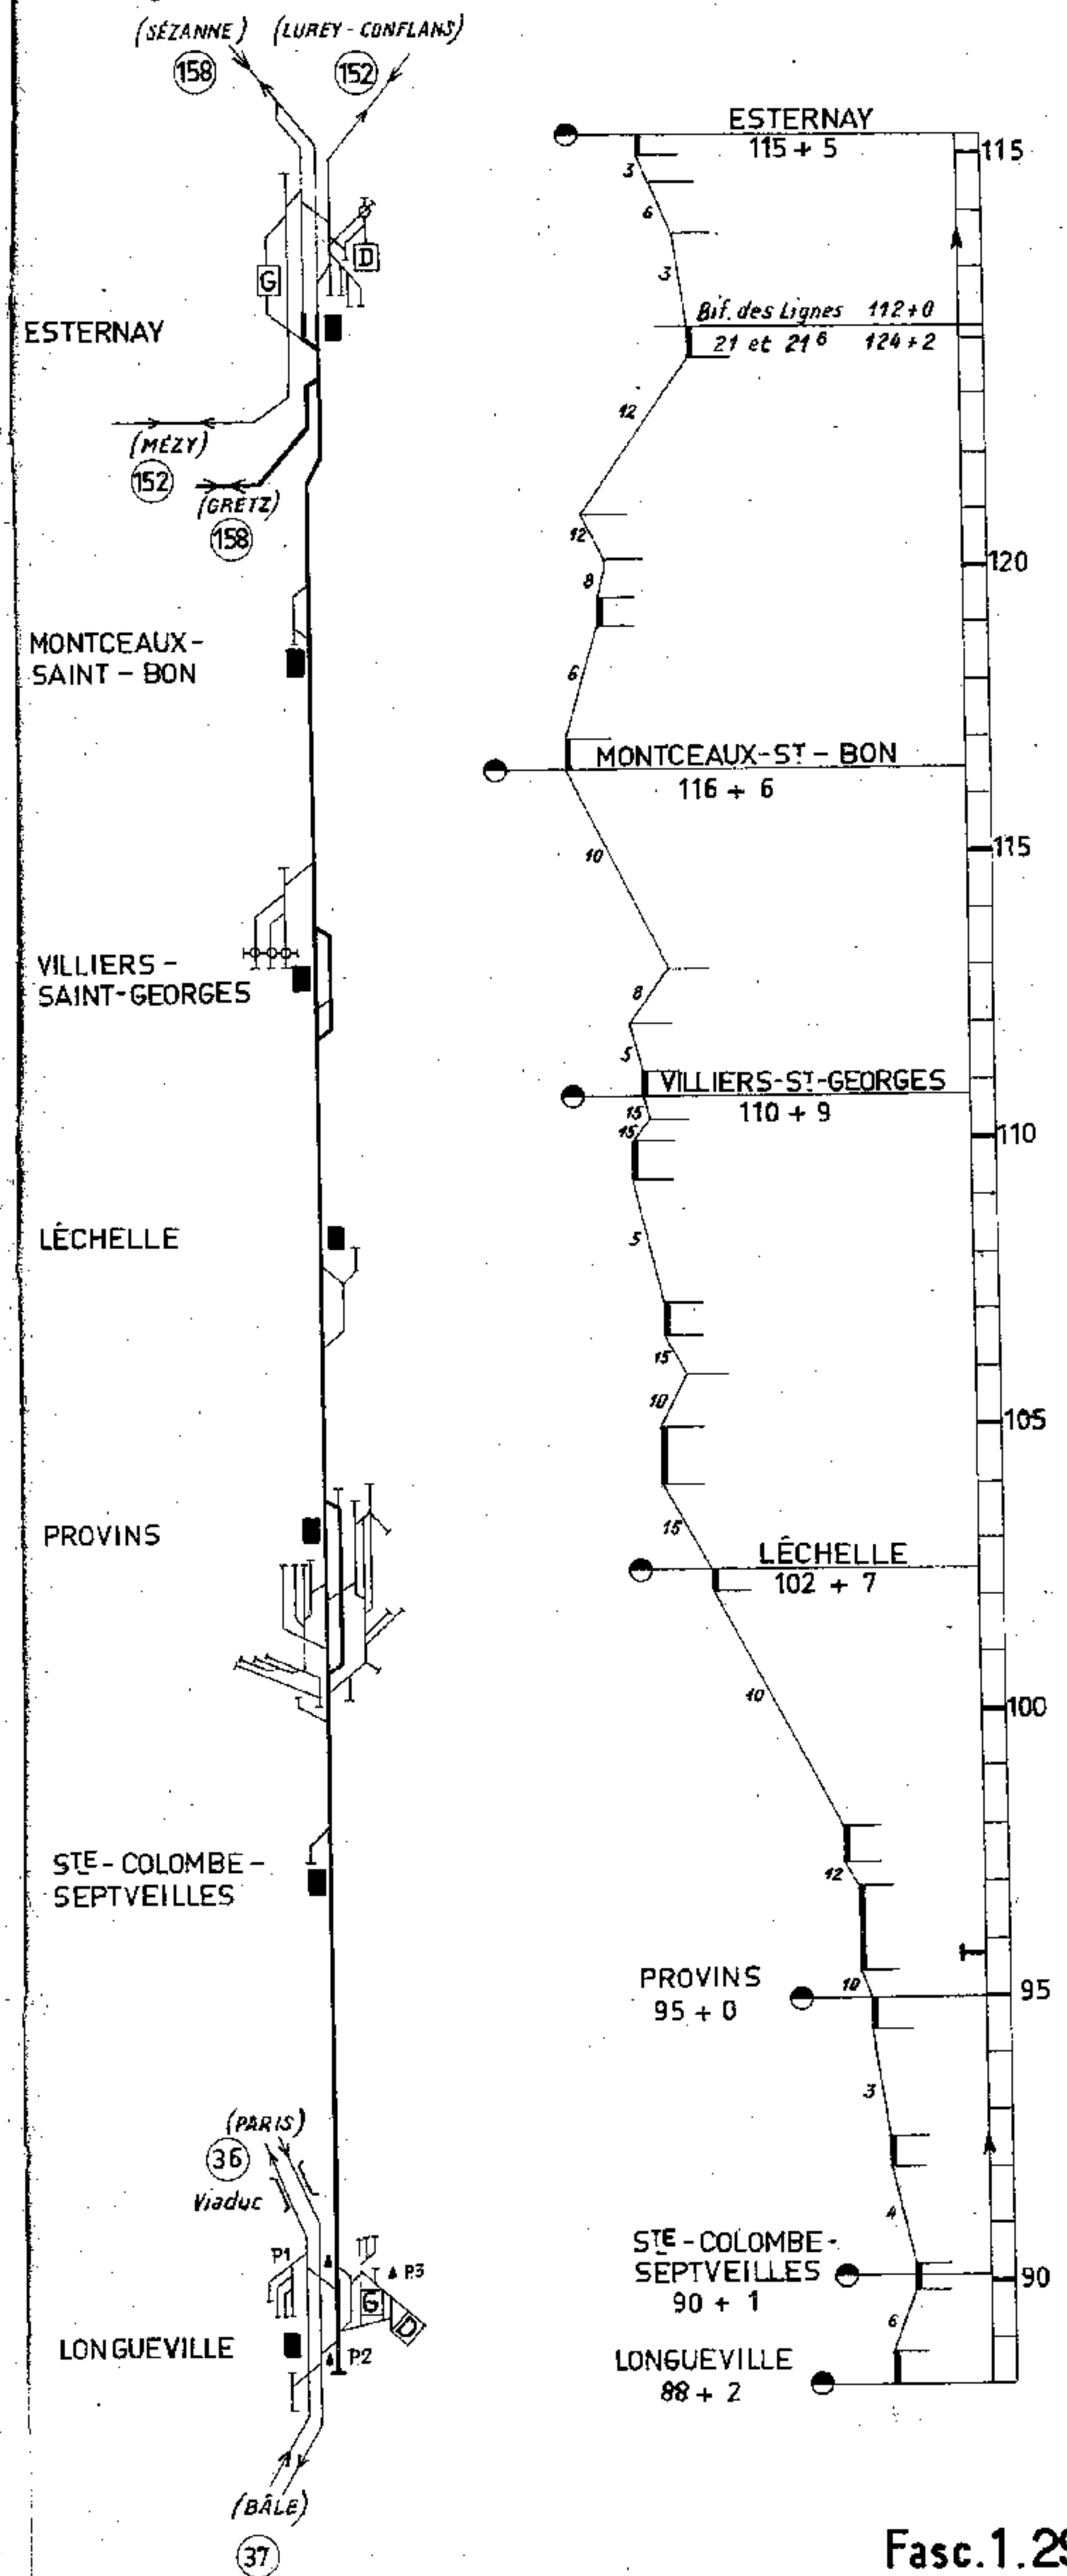 (SÉZANNE) (LUREY-CONFLANS)
158 152
G
D
ESTERNAY
(MÉZY)
152
(GRETZ)
158
MONTCEAUX-
SAINT-BON
VILLIERS-
SAINT-GEORGES
LÉCHELLE
PROVINS
STE-COLOMBE-
SEPTVEILLES
(PARIS)
36
Viaduc
P1
P3
G
D
LONGUEVILLE
P2
(BÂLE)
37
ESTERNAY
115 + 5
115
3
6
3
Bif. des Lignes 112+0
21 et 21⁶ 124+2
12
120
12
8
6
MONTCEAUX-ST-BON
116 + 6
115
10
8
5
VILLIERS-ST-GEORGES
110 + 9
15
15
110
5
15
10
105
15
LÉCHELLE
102 + 7
10
100
12
PROVINS
95 + 0
10
95
3
4
STE-COLOMBE-
SEPTVEILLES
90 + 1
90
6
LONGUEVILLE
88 + 2
Fasc.1.29